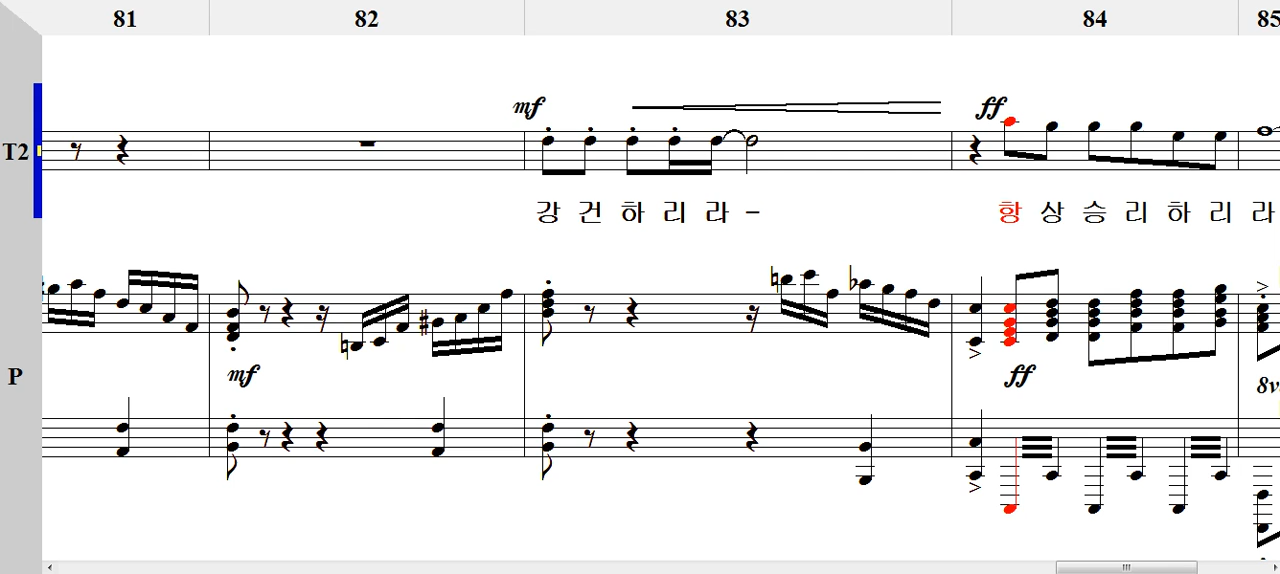 81 82 83 84 85
mf ff
T2
강 건 하 리 라 - 항 상 승 리 하 리 라
mf ff
P
8v